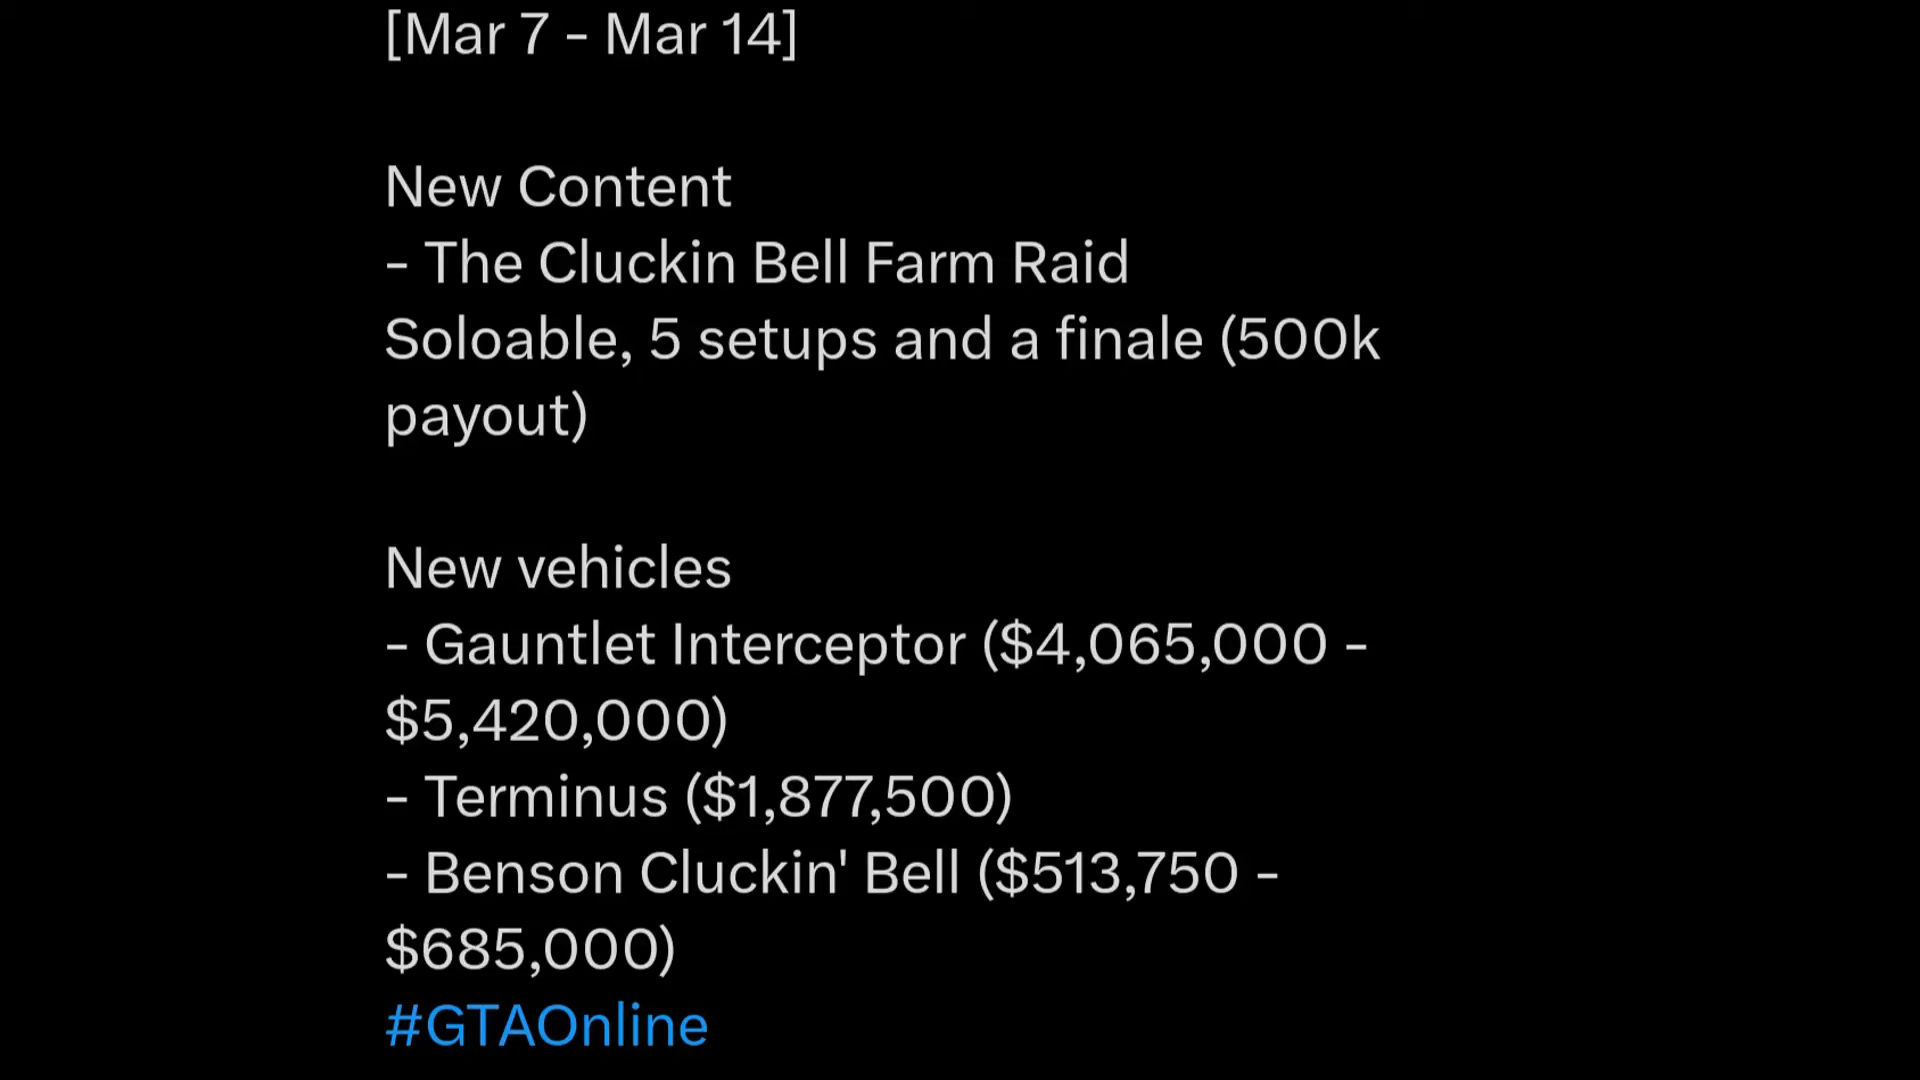 [Mar 7 - Mar 14]
New Content
- The Cluckin Bell Farm Raid
Soloable, 5 setups and a finale (500k
payout)
New vehicles
- Gauntlet Interceptor ($4,065,000 -
$5,420,000)
- Terminus ($1,877,500)
- Benson Cluckin' Bell ($513,750 -
$685,000)
#GTAOnline